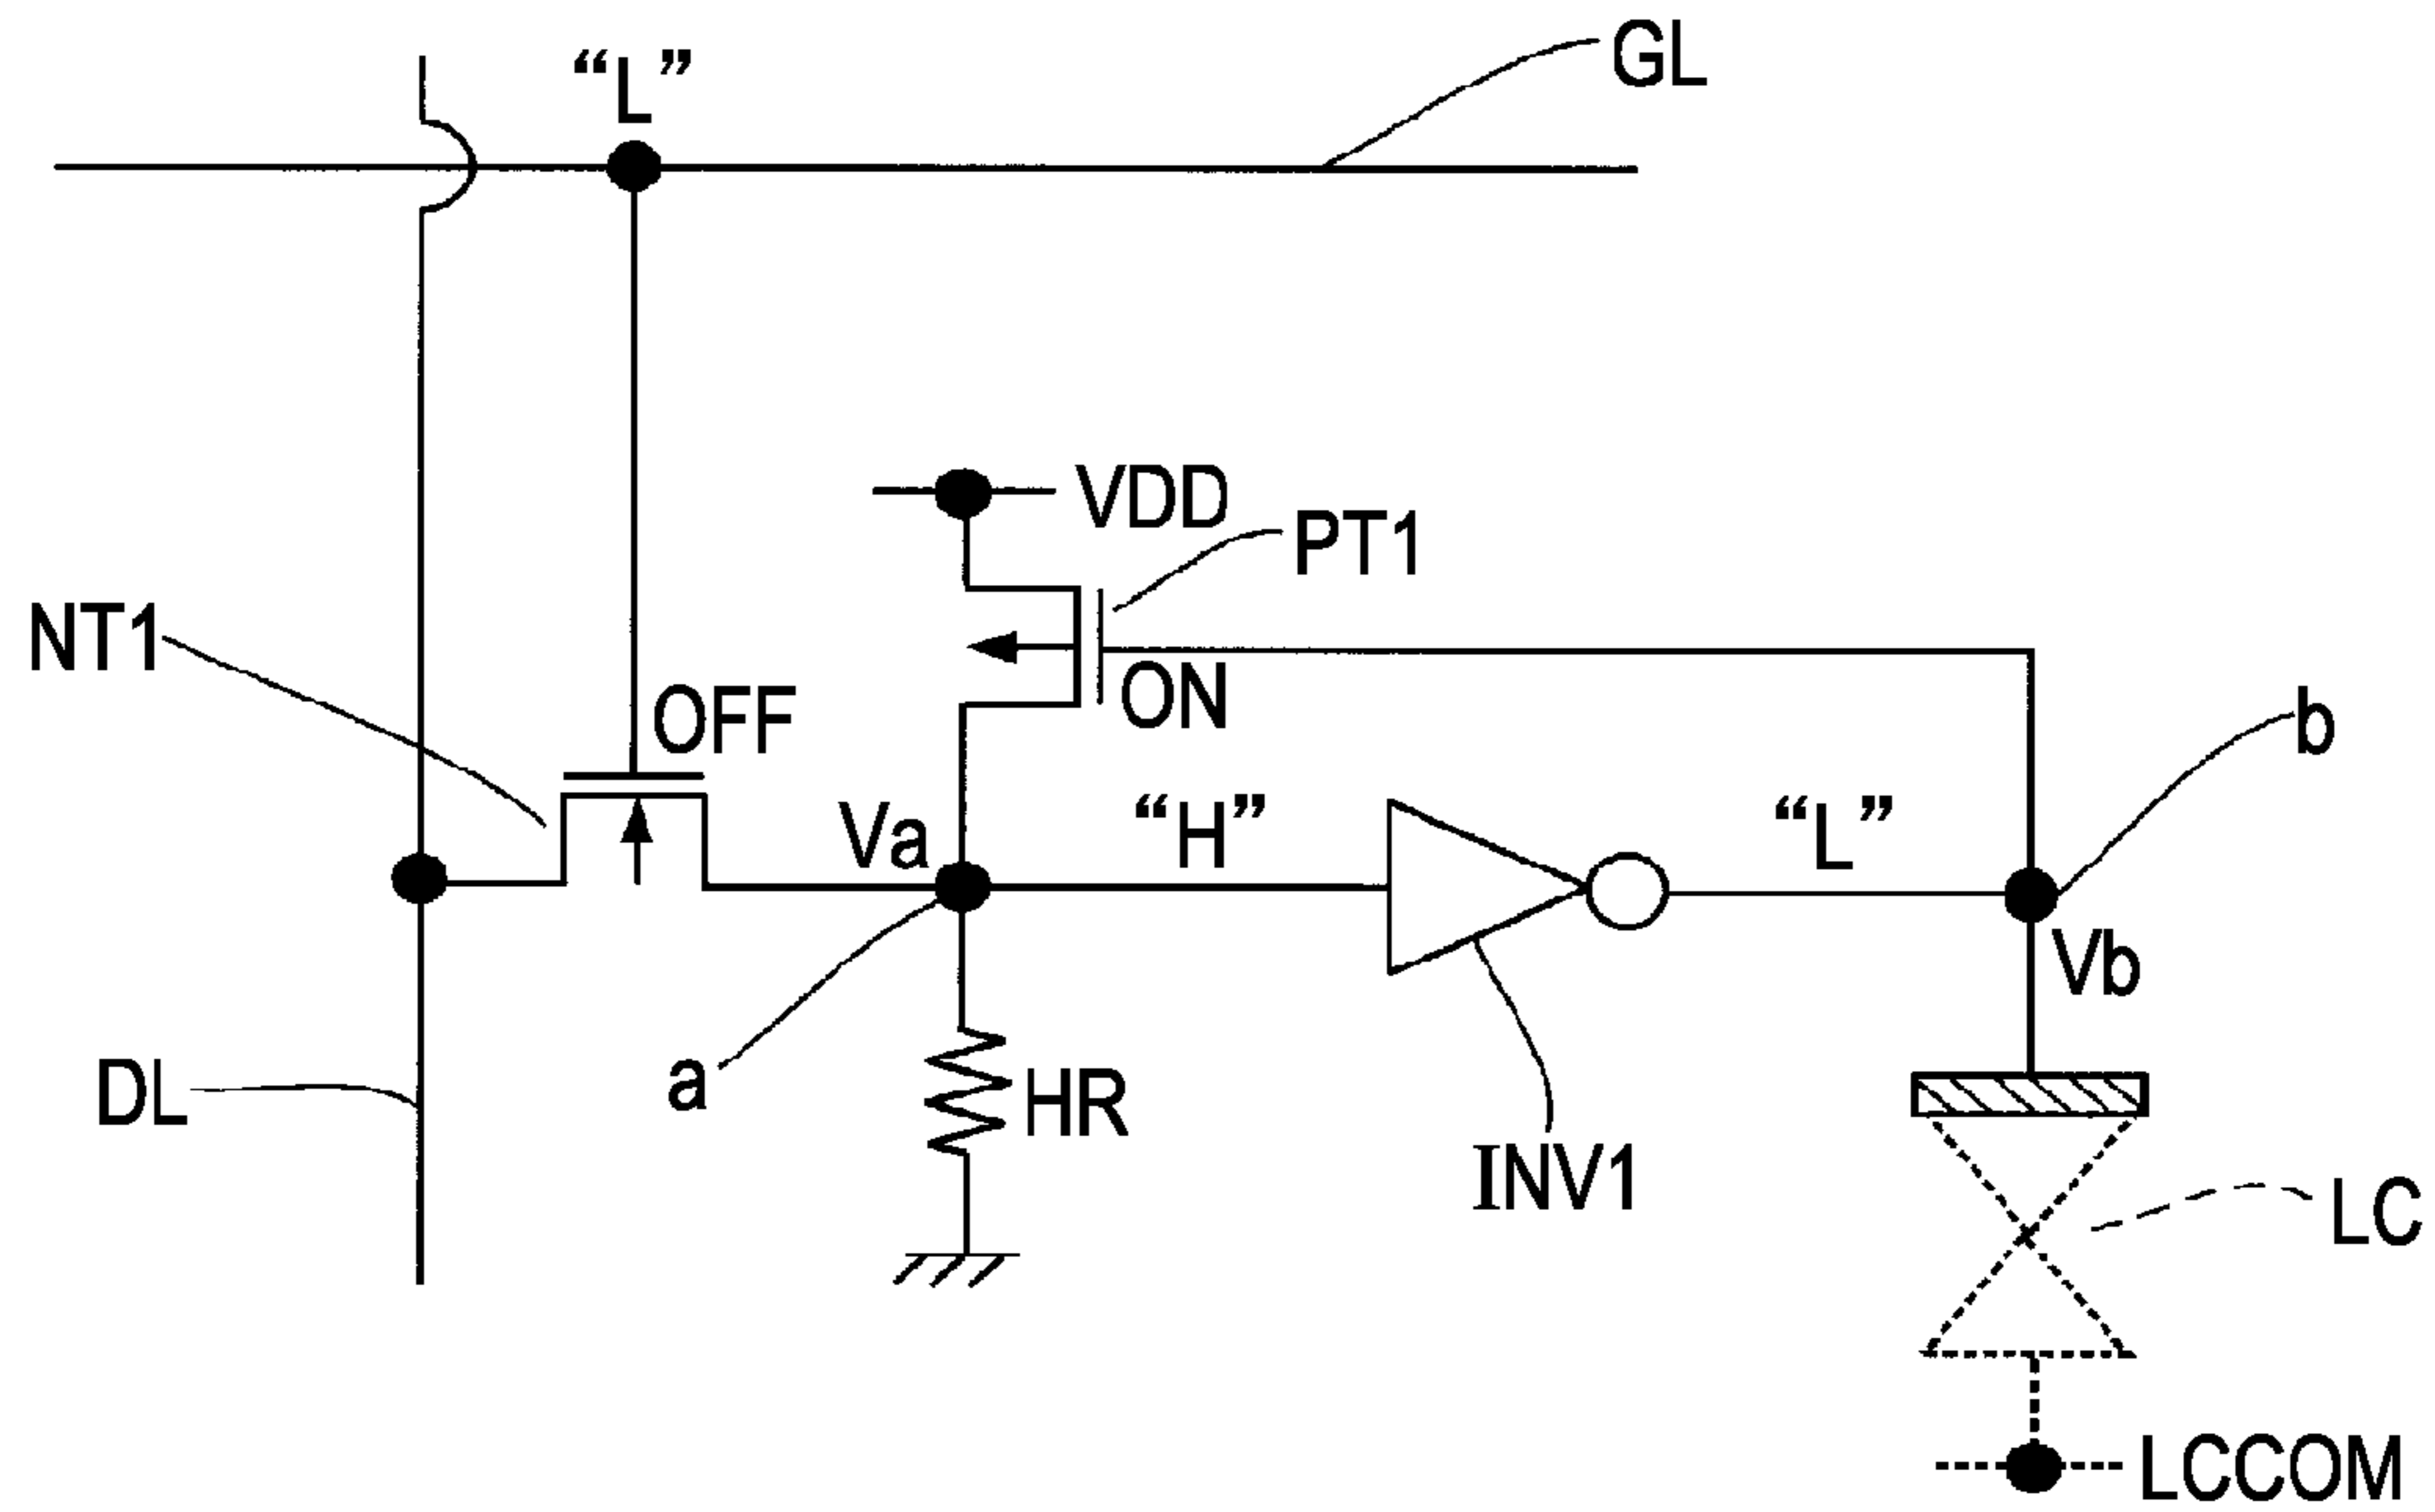 GL
“L”
VDD
PT1
NT1
OFF
ON
b
Va
“H”
“L”
Vb
DL
a
HR
INV1
LC
LCCOM